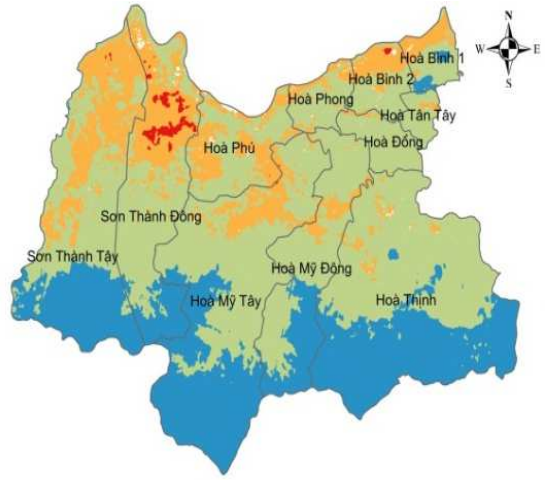 N
W E
S
Hoà Bình 1
Hoà Bình 2
Hoà Phong
Hoà Tân Tây
Hoà Đồng
Hoà Phú
Sơn Thành Đông
Sơn Thành Tây
Hoà Mỹ Đông
Hoà Mỹ Tây
Hoà Thịnh